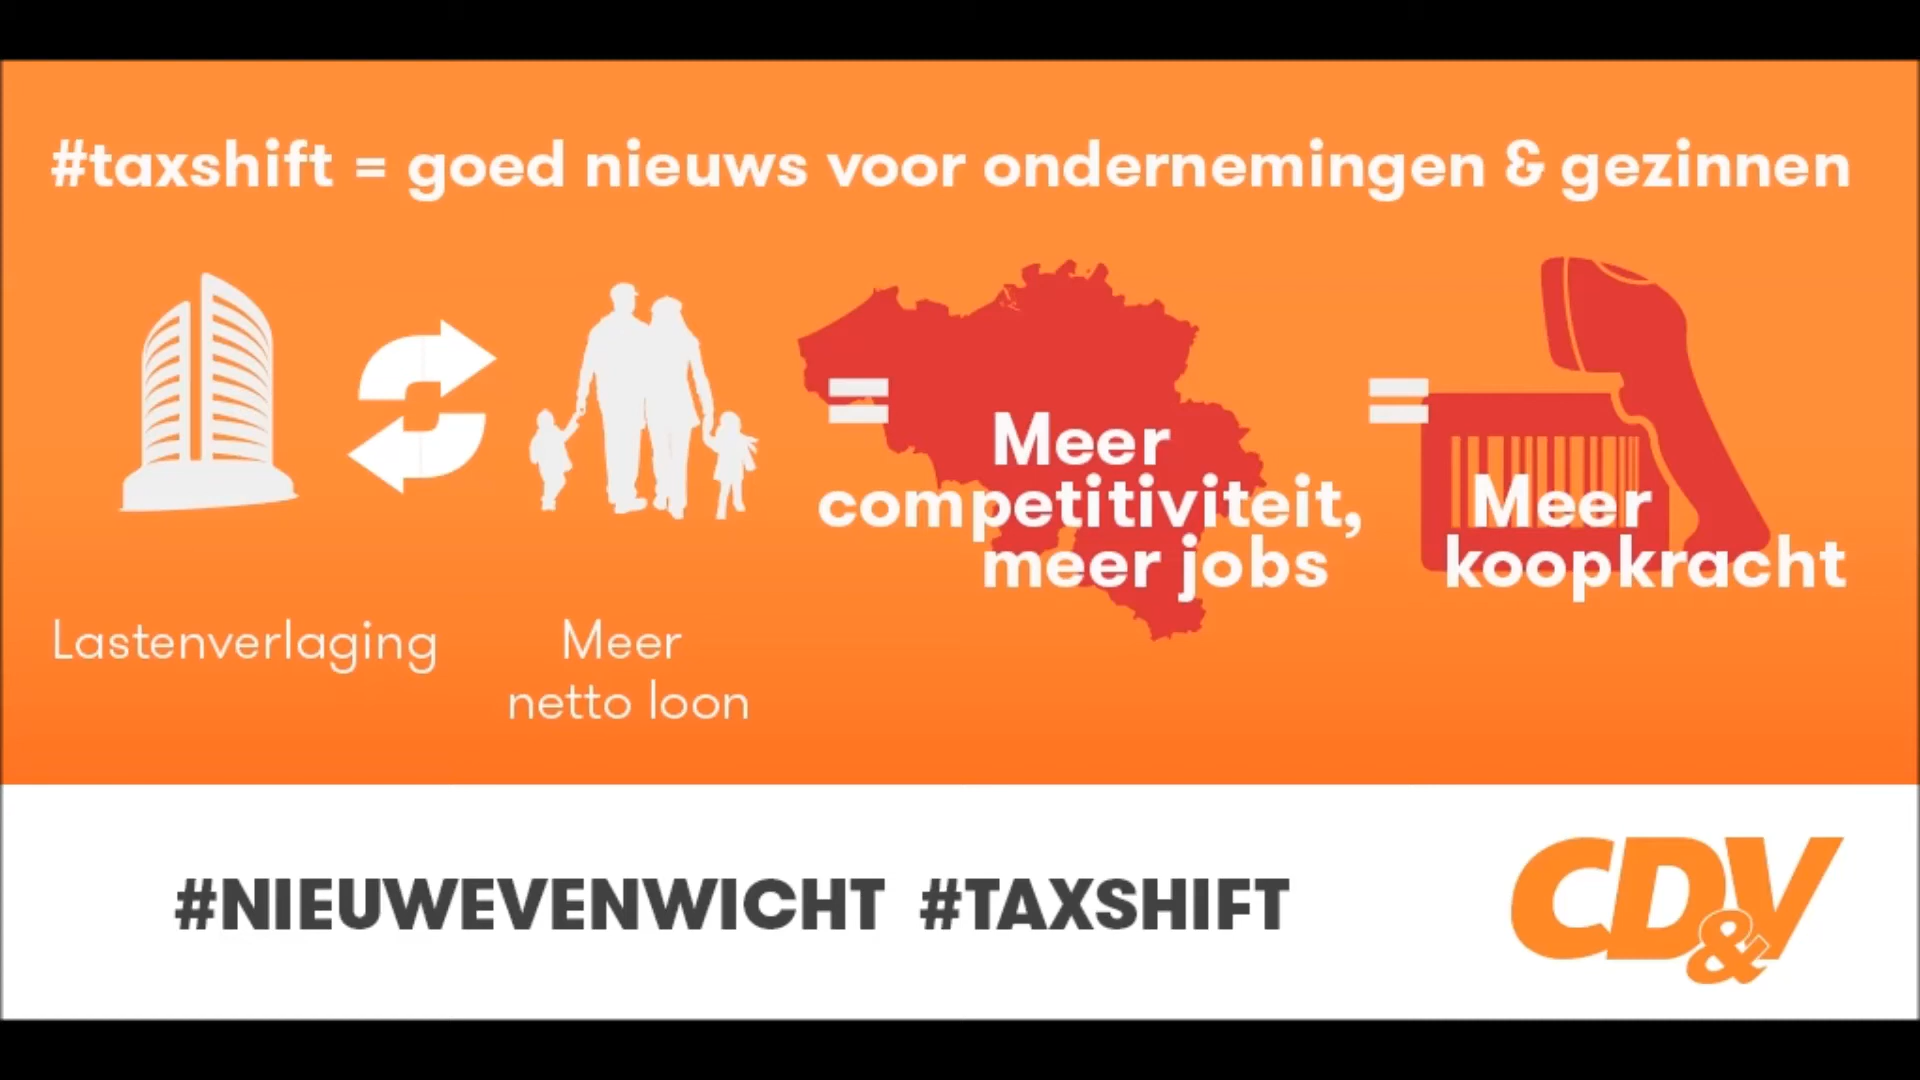 #taxshift = goed nieuws voor ondernemingen & gezinnen
=
=
Meer
competitiviteit,
meer jobs
Meer
koopkracht
Lastenverlaging
Meer
netto loon
#NIEUWEVENWICHT #TAXSHIFT
CD&V